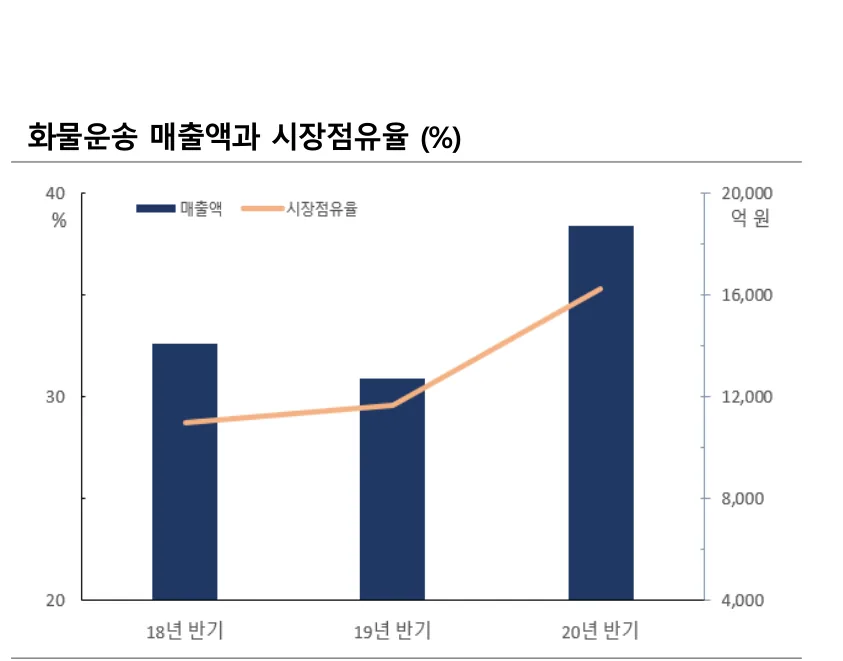 화물운송 매출액과 시장점유율 (%)
40
%
매출액
시장점유율
20,000
억 원
16,000
30
12,000
8,000
20
4,000
18년 반기
19년 반기
20년 반기